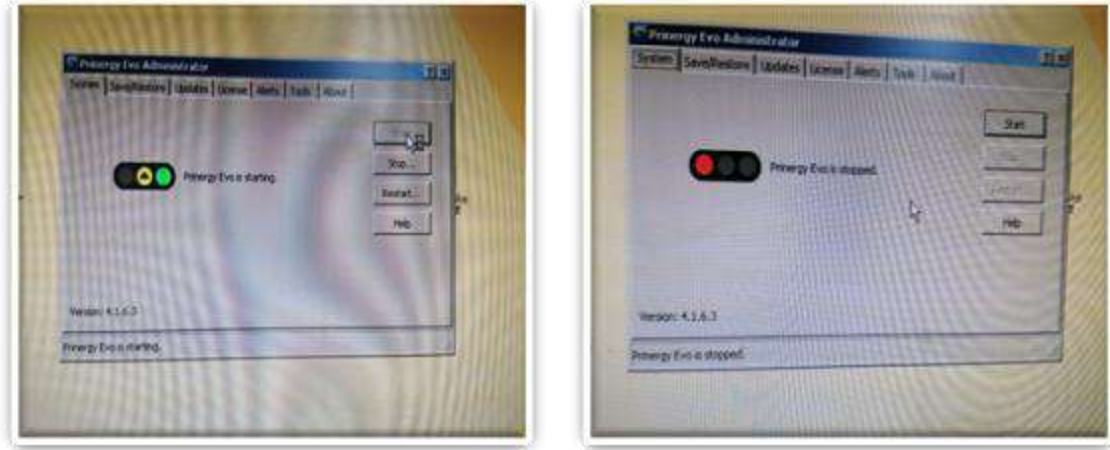 Prinergy Evo Administrator
System Save/Restore Updates License Alerts Tools About
Stop...
Prinergy Evo is starting.
Restart...
Help
Version: 4.1.6.3
Prinergy Evo is starting.
Prinergy Evo Administrator
System Save/Restore Updates License Alerts Tools About
Start
Prinergy Evo is stopped.
Help
Version: 4.1.6.3
Prinergy Evo is stopped.